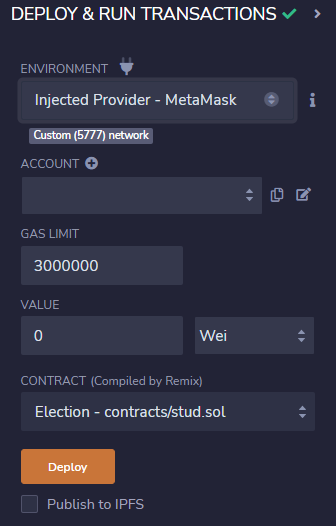 DEPLOY & RUN TRANSACTIONS
ENVIRONMENT
Injected Provider - MetaMask
Custom (5777) network
ACCOUNT
GAS LIMIT
3000000
VALUE
0 Wei
CONTRACT (Compiled by Remix)
Election - contracts/stud.sol
Deploy
Publish to IPFS